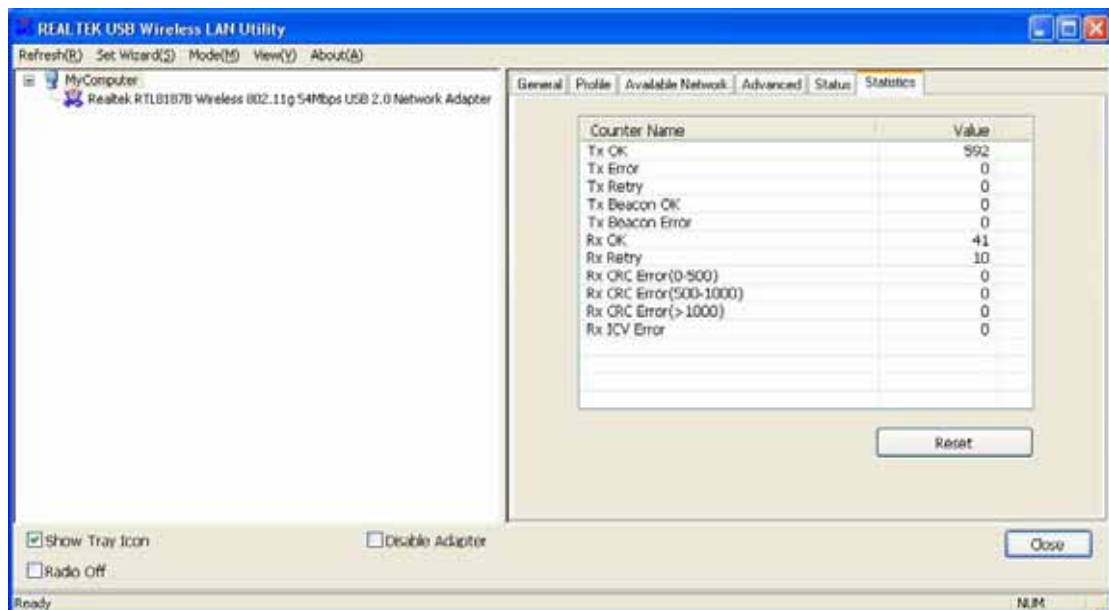 REALTEK USB Wireless LAN Utility
Refresh(R) Set Wizard(S) Mode(M) View(V) About(A)
MyComputer
Realtek RTL8187B Wireless 802.11g 54Mbps USB 2.0 Network Adapter
General Profile Available Network Advanced Status Statistics
Counter Name Value
Tx OK 592
Tx Error 0
Tx Retry 0
Tx Beacon OK 0
Tx Beacon Error 0
Rx OK 41
Rx Retry 10
Rx CRC Error(0-500) 0
Rx CRC Error(500-1000) 0
Rx CRC Error(>1000) 0
Rx ICV Error 0
Reset
Show Tray Icon Disable Adapter
Close
Radio Off
Ready NUM